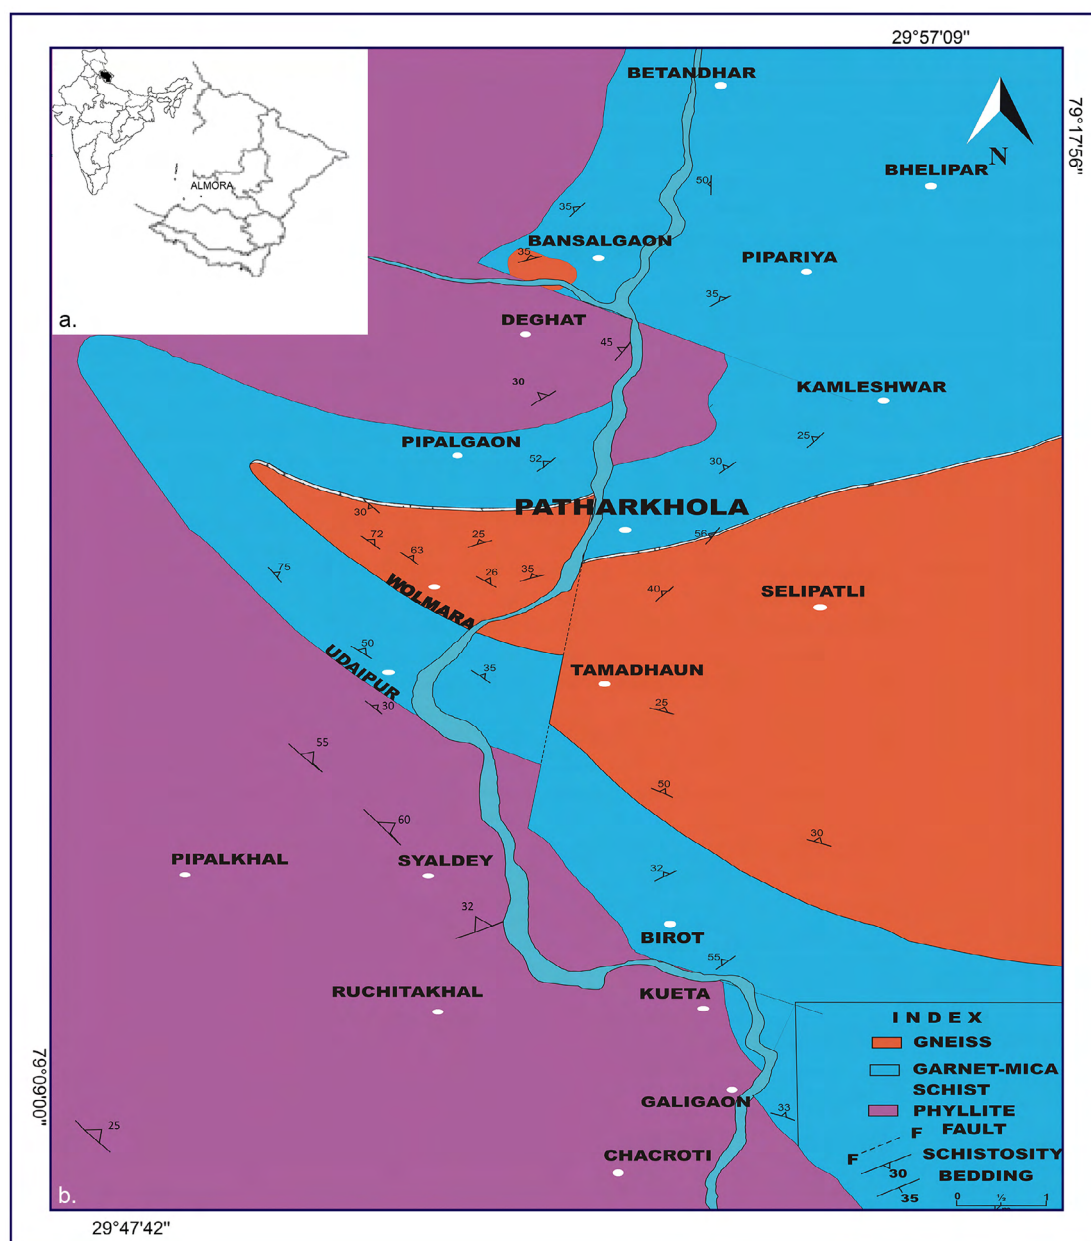 29°57'09"
79°17'56"
BETANDHAR
N
BHELIPAR
ALMORA
50
35
BANSALGAON
35
PIPARIYA
35
a.
DEGHAT
45
30
KAMLESHWAR
PIPALGAON
25
52
30
PATHARKHOLA
30
72
25
56
63
75
26
35
WOLMARA
40
SELIPATLI
50
UDAIPUR
35
TAMADHAUN
30
25
55
50
60
30
PIPALKHAL
SYALDEY
32
32
BIROT
55
RUCHITAKHAL
KUETA
INDEX
GNEISS
GARNET-MICA
SCHIST
PHYLLITE
F FAULT
F
SCHISTOSITY
30
BEDDING
35
0 ½ 1
GALIGAON
33
25
CHACROTI
79°09'00"
b.
29°47'42"